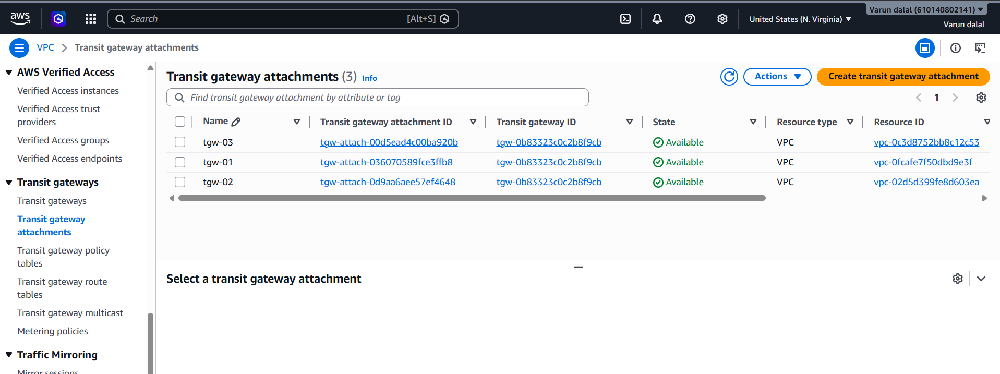 aws
Search [Alt+S]
United States (N. Virginia)
Varun dalal (610140802141)
Varun dalal
VPC Transit gateway attachments
AWS Verified Access
Verified Access instances
Verified Access trust
providers
Verified Access groups
Verified Access endpoints
Transit gateways
Transit gateways
Transit gateway
attachments
Transit gateway policy
tables
Transit gateway route
tables
Transit gateway multicast
Metering policies
Traffic Mirroring
Mirror sessions
Transit gateway attachments (3) Info
Actions
Create transit gateway attachment
Find transit gateway attachment by attribute or tag
1
Name Transit gateway attachment ID Transit gateway ID State Resource type Resource ID
tgw-03 tgw-attach-00d5ead4c00ba920b tgw-0b83323c0c2b8f9cb Available VPC vpc-0c3d8752bb8c12c53
tgw-01 tgw-attach-036070589fce3ffb8 tgw-0b83323c0c2b8f9cb Available VPC vpc-0fcafe7f50dbd9e3f
tgw-02 tgw-attach-0d9aa6aee57ef4648 tgw-0b83323c0c2b8f9cb Available VPC vpc-02d5d399fe8d603ea
Select a transit gateway attachment